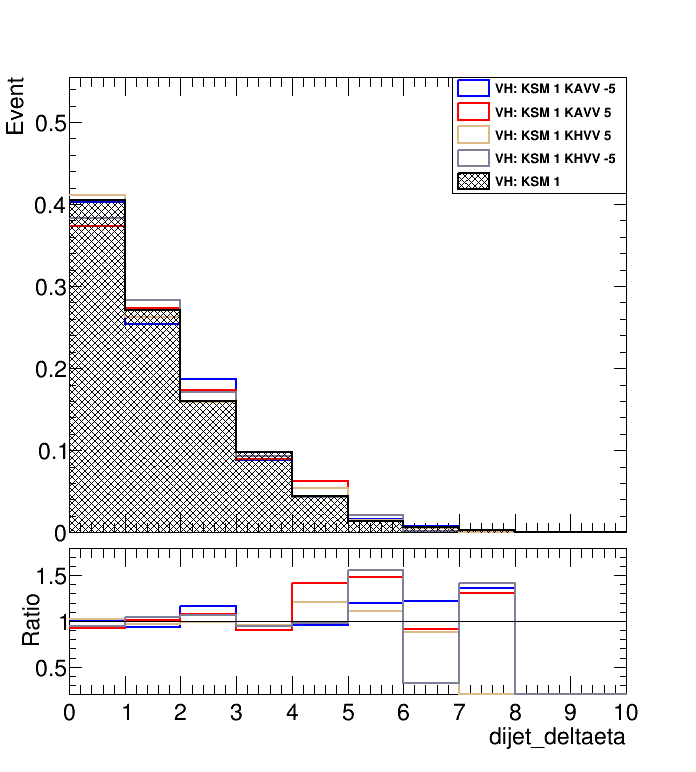 Event
0.5
0.4
0.3
0.2
0.1
0
VH: KSM 1 KAVV -5
VH: KSM 1 KAVV 5
VH: KSM 1 KHVV 5
VH: KSM 1 KHVV -5
VH: KSM 1
Ratio
1.5
1
0.5
0 1 2 3 4 5 6 7 8 9 10
dijet_deltaeta